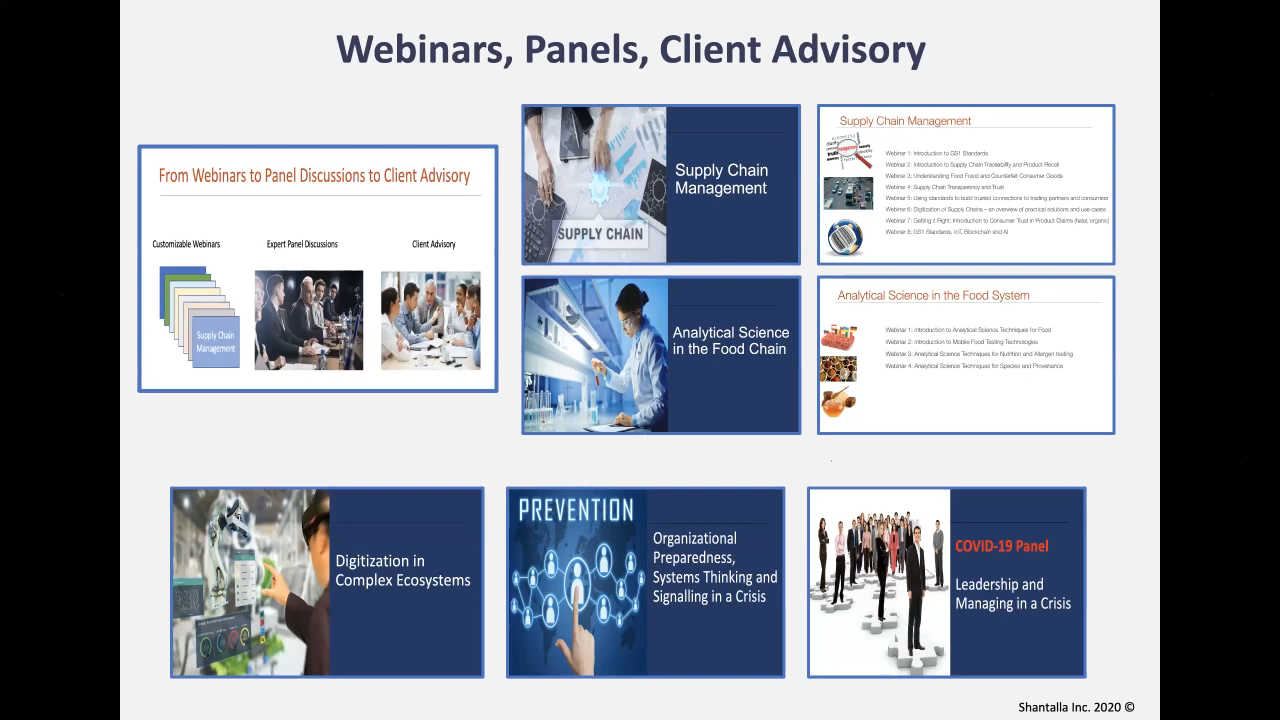 Webinars, Panels, Client Advisory
From Webinars to Panel Discussions to Client Advisory
Customizable Webinars
Expert Panel Discussions
Client Advisory
Supply Chain
Management
SUPPLY CHAIN
Supply Chain
Management
Supply Chain Management
Webinar 1: Introduction to GS1 Standards
Webinar 2: Introduction to Supply Chain Traceability and Product Recall
Webinar 3: Understanding Food Fraud and Counterfeit Consumer Goods
Webinar 4: Supply Chain Transparency and Trust
Webinar 5: Using standards to build trusted connections to trading partners and consumers
Webinar 6: Digitization of Supply Chains – an overview of practical solutions and use cases
Webinar 7: Getting it Right: Introduction to Consumer Trust in Product Claims (halal, organic)
Webinar 8: GS1 Standards, IoT, Blockchain and AI
Analytical Science
in the Food Chain
Analytical Science in the Food System
Webinar 1: Introduction to Analytical Science Techniques for Food
Webinar 2: Introduction to Mobile Food Testing Technologies
Webinar 3: Analytical Science Techniques for Nutrition and Allergen testing
Webinar 4: Analytical Science Techniques for Species and Provenance
Digitization in
Complex Ecosystems
PREVENTION
Organizational
Preparedness,
Systems Thinking and
Signalling in a Crisis
COVID-19 Panel
Leadership and
Managing in a Crisis
Shantalla Inc. 2020 ©